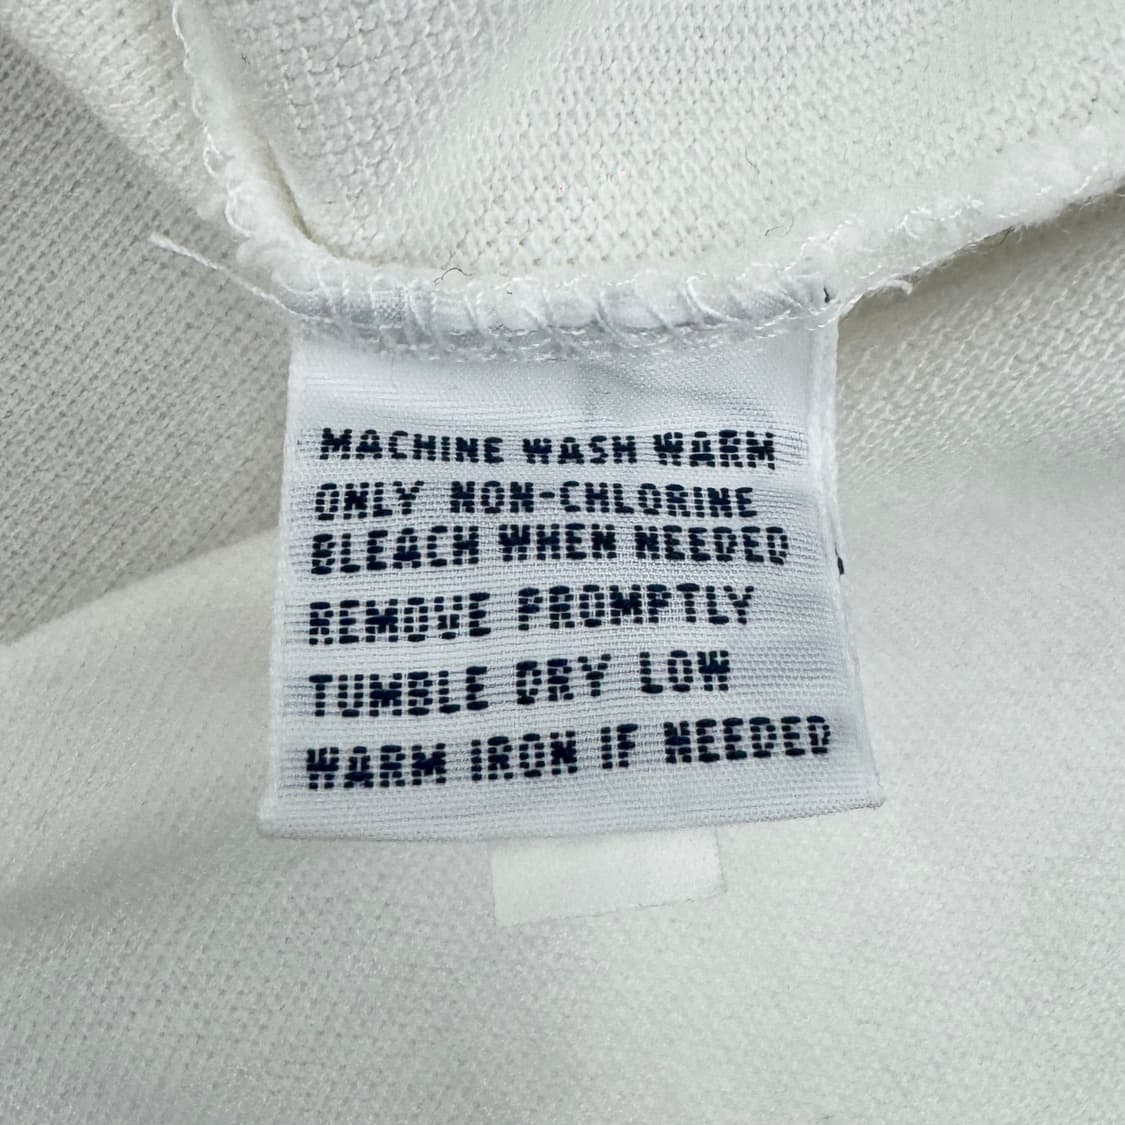 MACHINE WASH WARM
ONLY NON-CHLORINE
BLEACH WHEN NEEDED
REMOVE PROMPTLY
TUMBLE DRY LOW
WARM IRON IF NEEDED